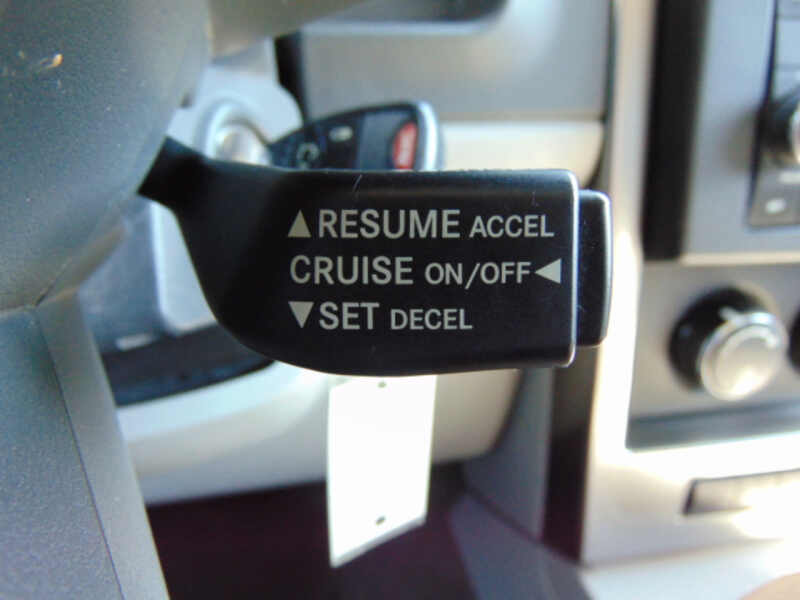 ▲RESUME ACCEL
CRUISE ON/OFF◀
▼SET DECEL